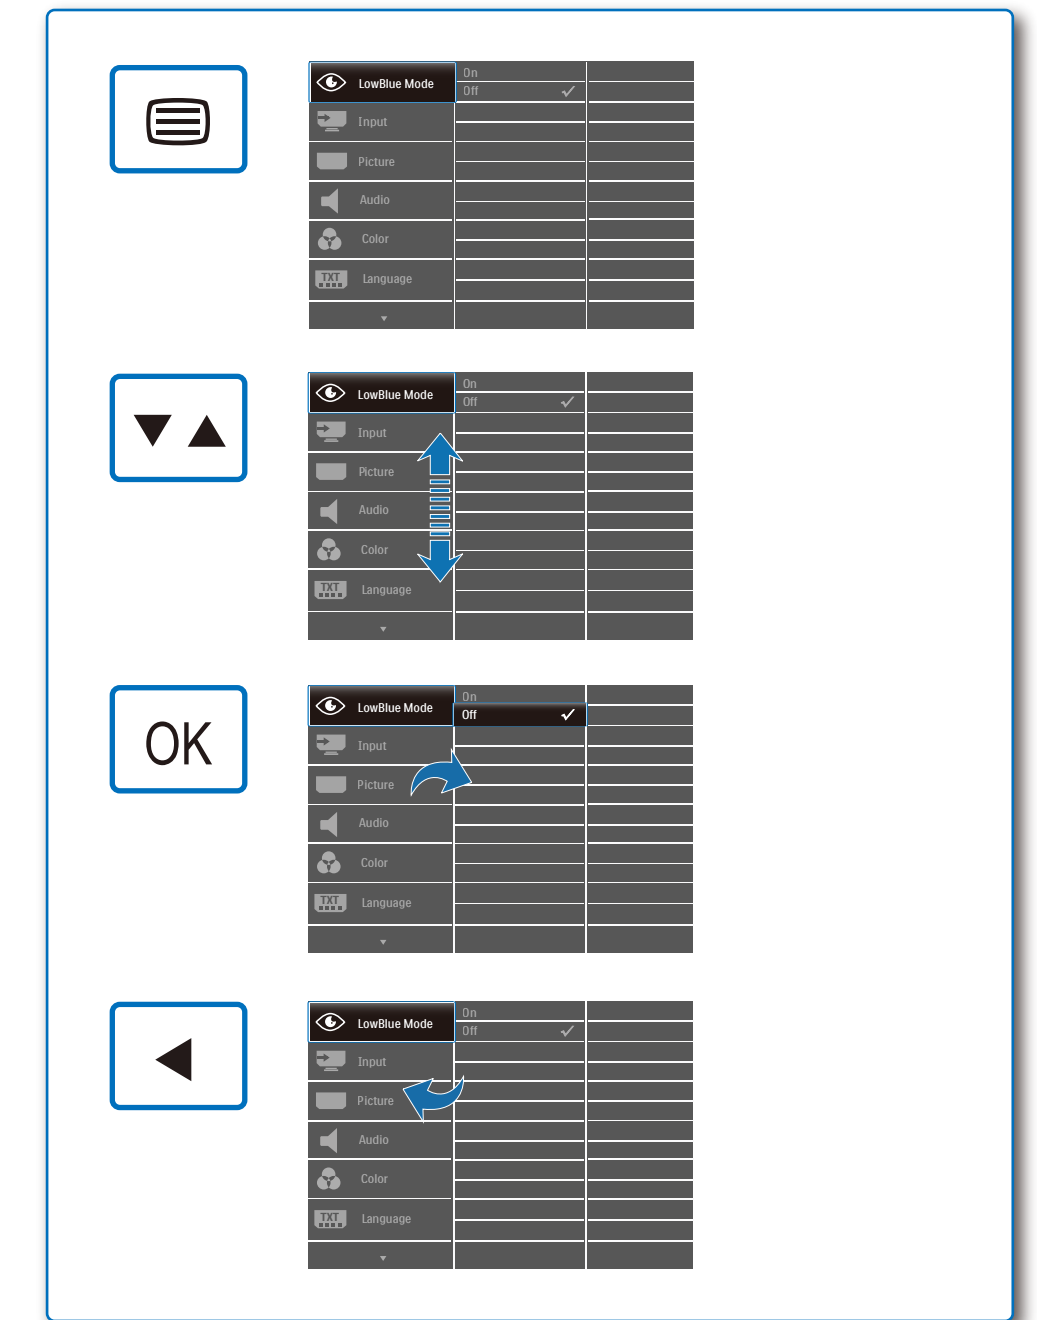 LowBlue Mode
On
Off
Input
Picture
Audio
Color
TXT
Language
LowBlue Mode
On
Off
Input
Picture
Audio
Color
TXT
Language
OK
LowBlue Mode
On
Off
Input
Picture
Audio
Color
TXT
Language
LowBlue Mode
On
Off
Input
Picture
Audio
Color
TXT
Language